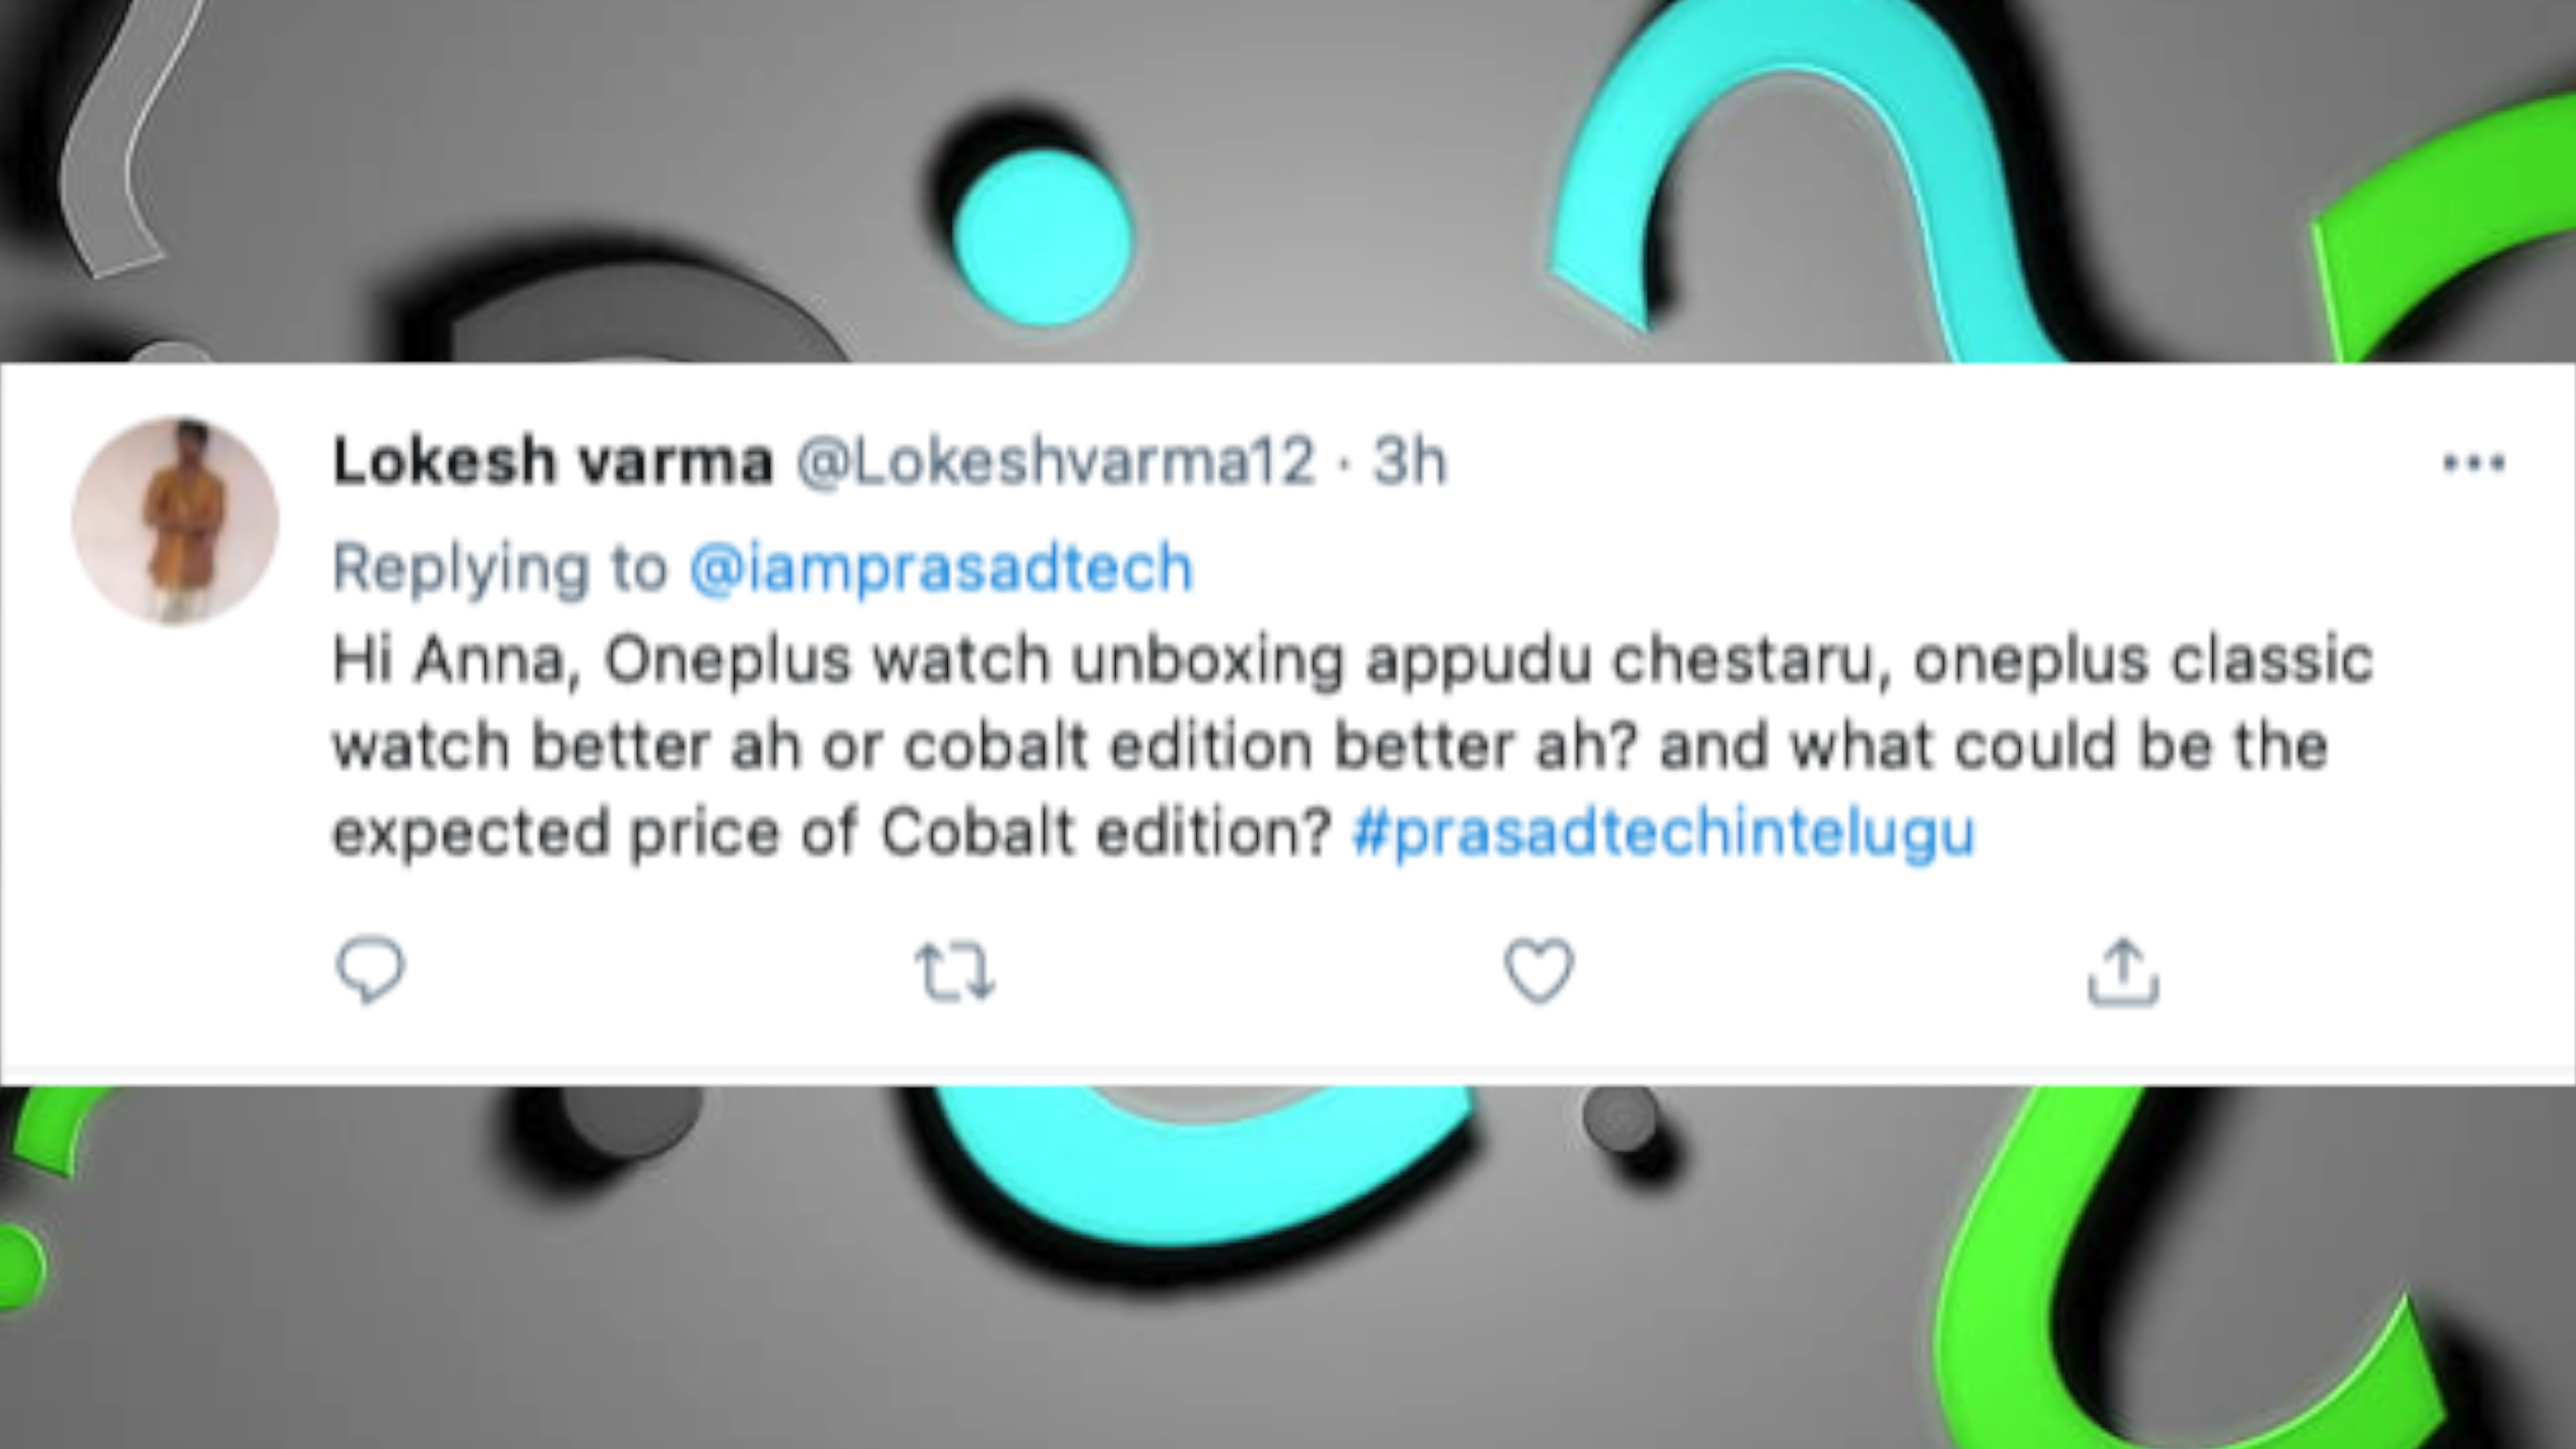 Lokesh varma @Lokeshvarma12 · 3h
Replying to @iamprasadtech
Hi Anna, Oneplus watch unboxing appudu chestaru, oneplus classic
watch better ah or cobalt edition better ah? and what could be the
expected price of Cobalt edition? #prasadtechintelugu